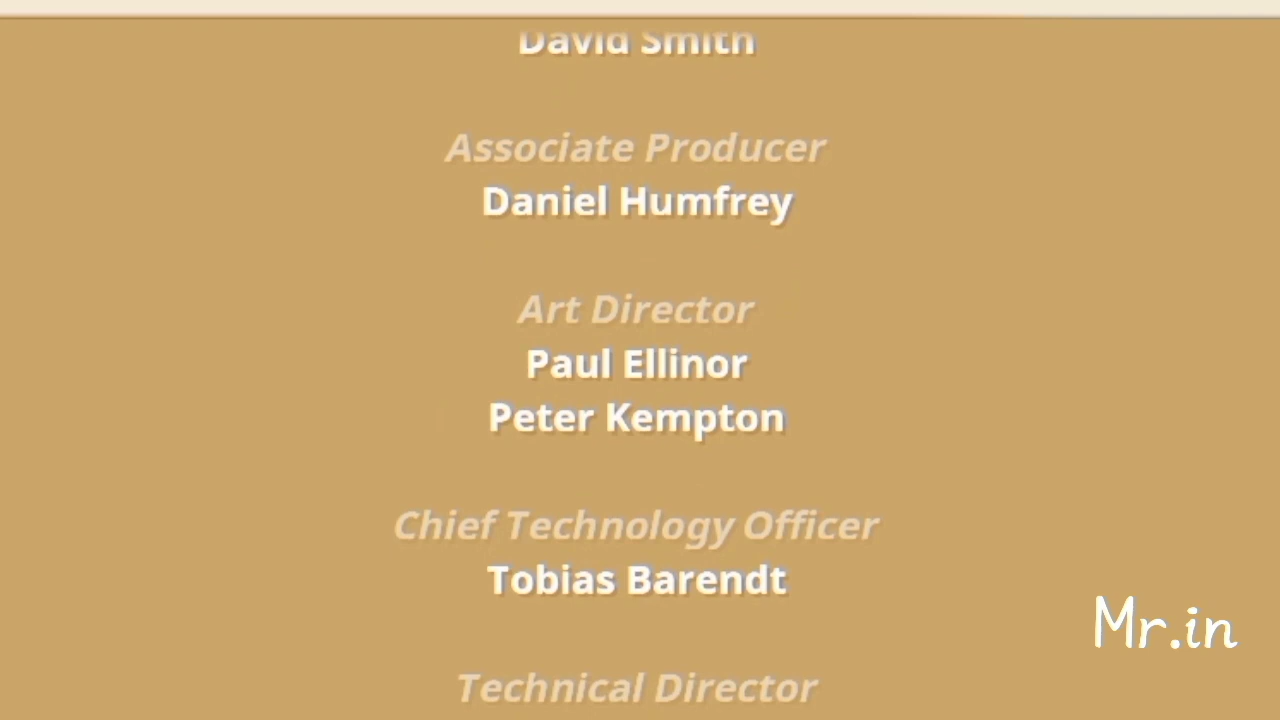 David Smith
Associate Producer
Daniel Humfrey
Art Director
Paul Ellinor
Peter Kempton
Chief Technology Officer
Tobias Barendt
Mr.in
Technical Director